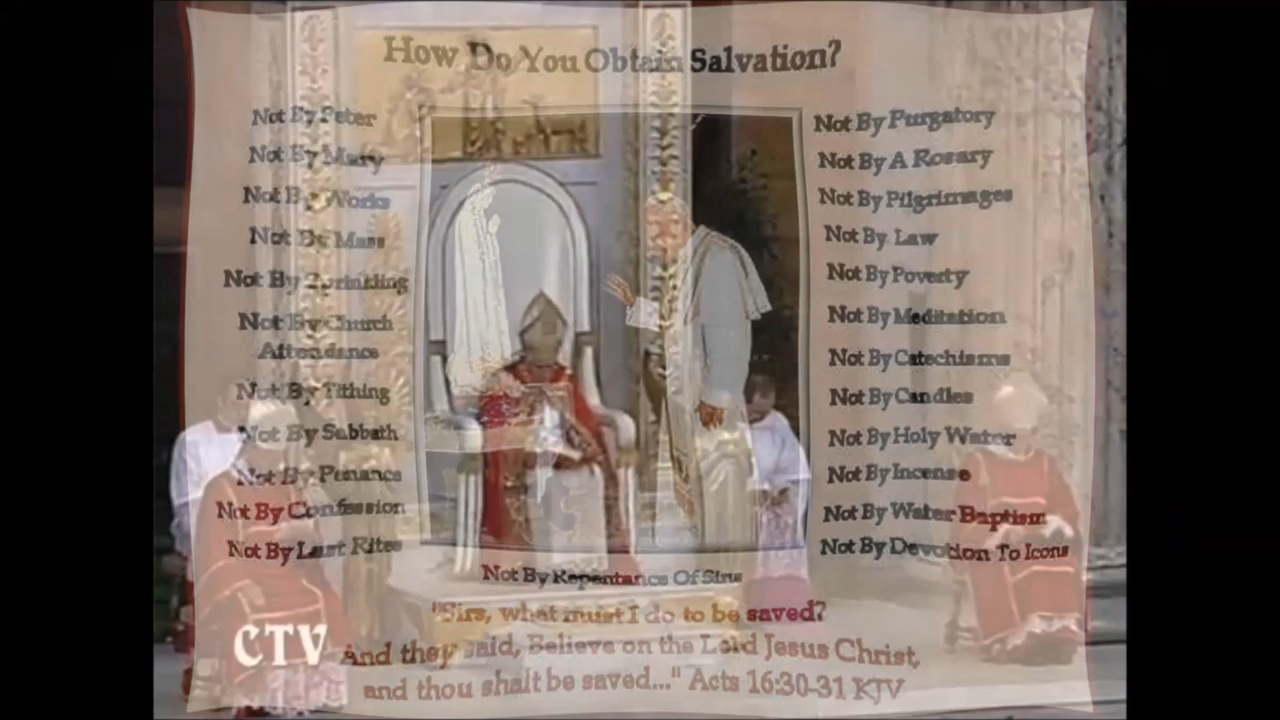 How Do You Obtain Salvation?
Not By Peter
Not By Mary
Not By Works
Not By Mass
Not By Sprinkling
Not By Church
Attendance
Not By Tithing
Not By Sabbath
Not By Penance
Not By Confession
Not By Last Rites
Not By Purgatory
Not By A Rosary
Not By Pilgrimages
Not By Law
Not By Poverty
Not By Meditation
Not By Catechisms
Not By Candles
Not By Holy Water
Not By Incense
Not By Water Baptism
Not By Devotion To Icons
Not By Repentance Of Sins
"Sirs, what must I do to be saved?
And they said, Believe on the Lord Jesus Christ,
and thou shalt be saved..." Acts 16:30-31 KJV
CTV